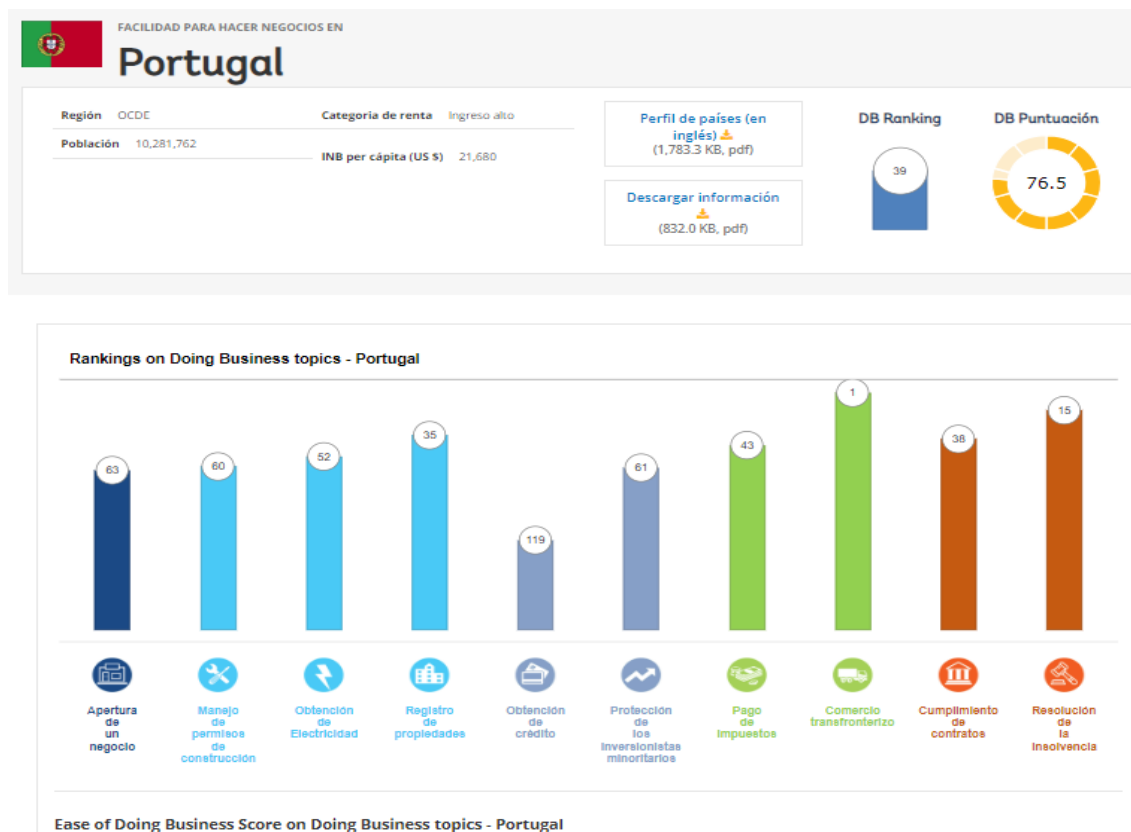 FACILIDAD PARA HACER NEGOCIOS EN
Portugal
Región OCDE
Categoria de renta Ingreso alto
Población 10,281,762
INB per cápita (US $) 21,680
Perfil de países (en
inglés)
(1,783.3 KB, pdf)
Descargar información
(832.0 KB, pdf)
DB Ranking
39
DB Puntuación
76.5
Rankings on Doing Business topics - Portugal
63
60
52
35
119
61
43
1
38
15
Apertura
de
un
negocio
Manejo
de
permisos
de
construcción
Obtención
de
Electricidad
Registro
de
propiedades
Obtención
de
crédito
Protección
de
los
Inversionistas
minoritarios
Pago
de
Impuestos
Comercio
transfronterizo
Cumplimiento
de
contratos
Resolución
de
la
Insolvencia
Ease of Doing Business Score on Doing Business topics - Portugal